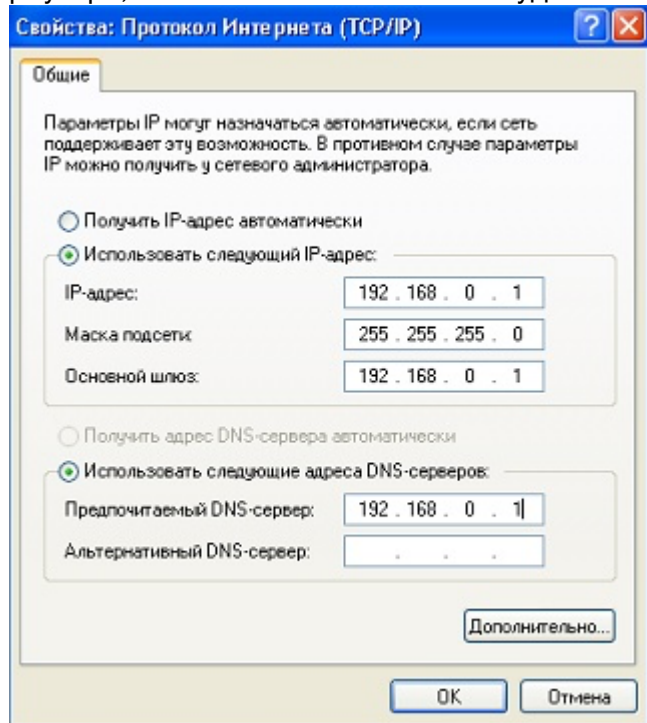 Свойства: Протокол Интернета (TCP/IP)
Общие
Параметры IP могут назначаться автоматически, если сеть
поддерживает эту возможность. В противном случае параметры
IP можно получить у сетевого администратора.
Получить IP-адрес автоматически
Использовать следующий IP-адрес:
IP-адрес: 192 . 168 . 0 . 1
Маска подсети: 255 . 255 . 255 . 0
Основной шлюз: 192 . 168 . 0 . 1
Получить адрес DNS-сервера автоматически
Использовать следующие адреса DNS-серверов:
Предпочитаемый DNS-сервер: 192 . 168 . 0 . 1
Альтернативный DNS-сервер: . . .
Дополнительно...
OK Отмена